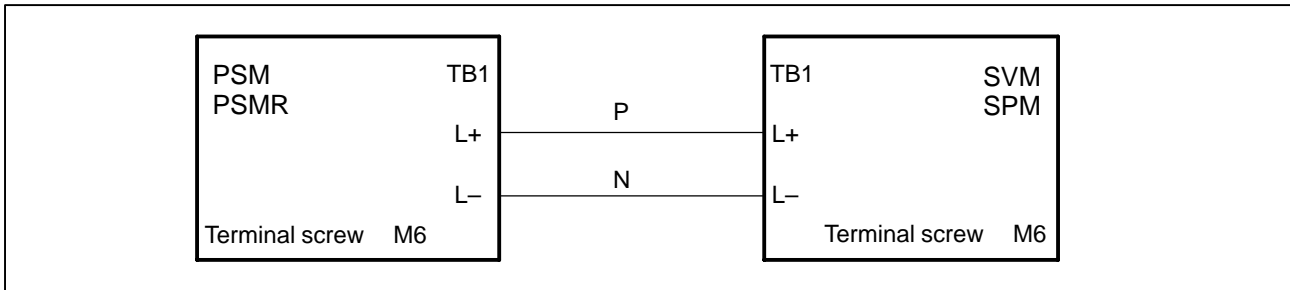 PSM TB1
PSMR
L+
L–
Terminal screw M6
P
N
TB1 SVM
SPM
L+
L–
Terminal screw M6